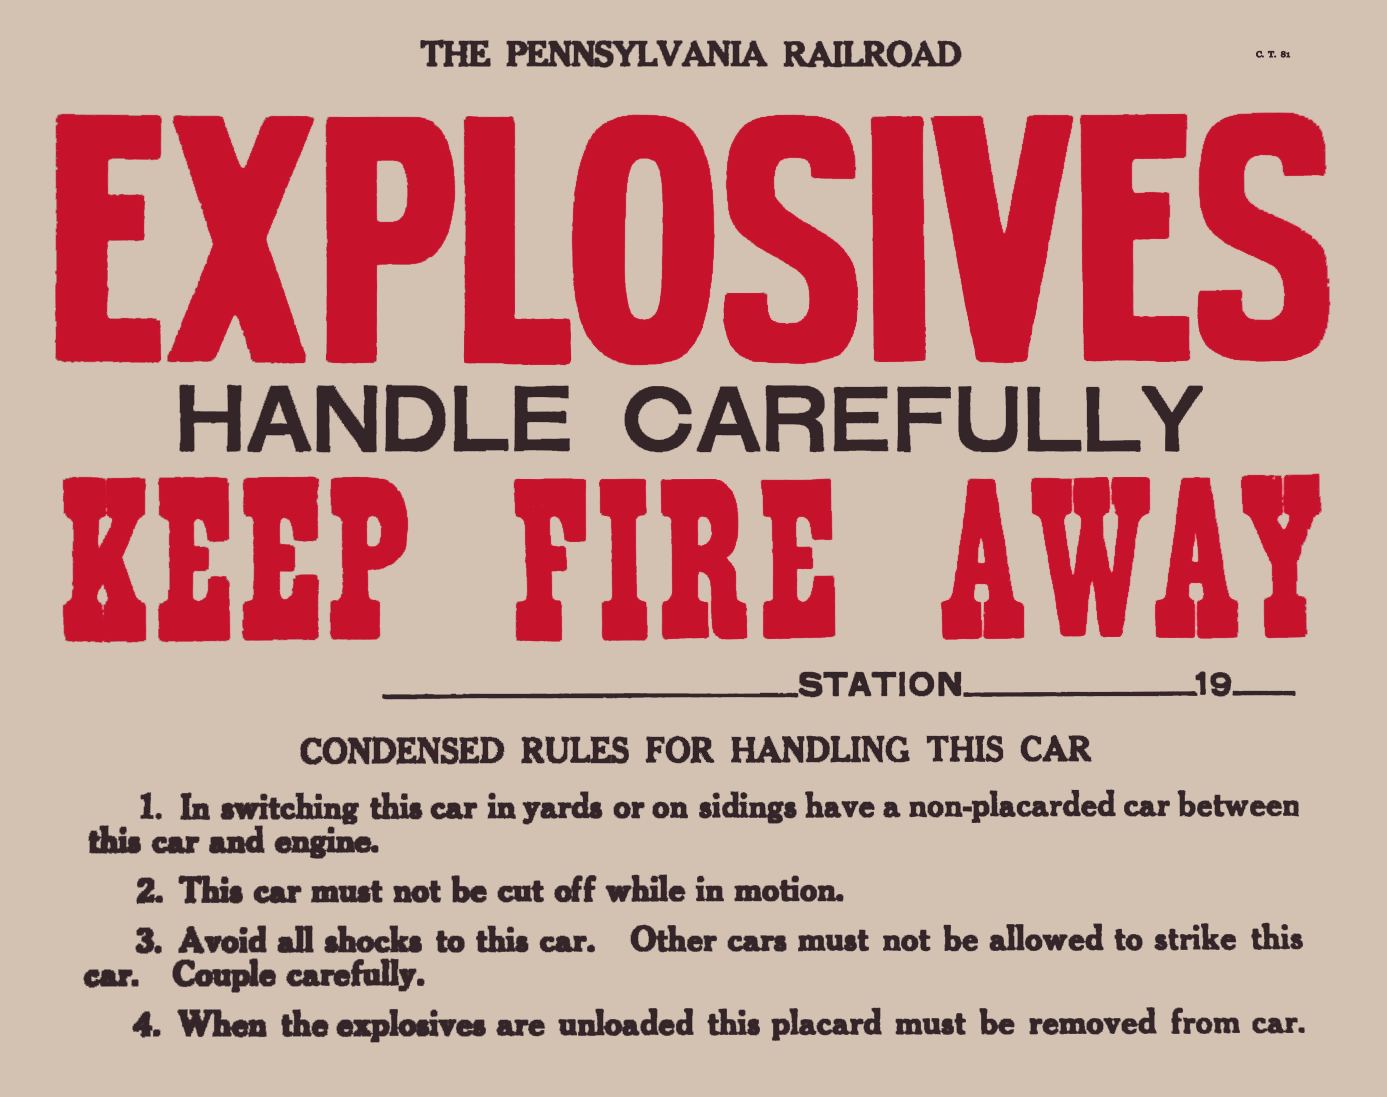 THE PENNSYLVANIA RAILROAD
C. T. 81
EXPLOSIVES
HANDLE CAREFULLY
KEEP FIRE AWAY
____________________STATION____________19____
CONDENSED RULES FOR HANDLING THIS CAR
1. In switching this car in yards or on sidings have a non-placarded car between
this car and engine.
2. This car must not be cut off while in motion.
3. Avoid all shocks to this car. Other cars must not be allowed to strike this
car. Couple carefully.
4. When the explosives are unloaded this placard must be removed from car.